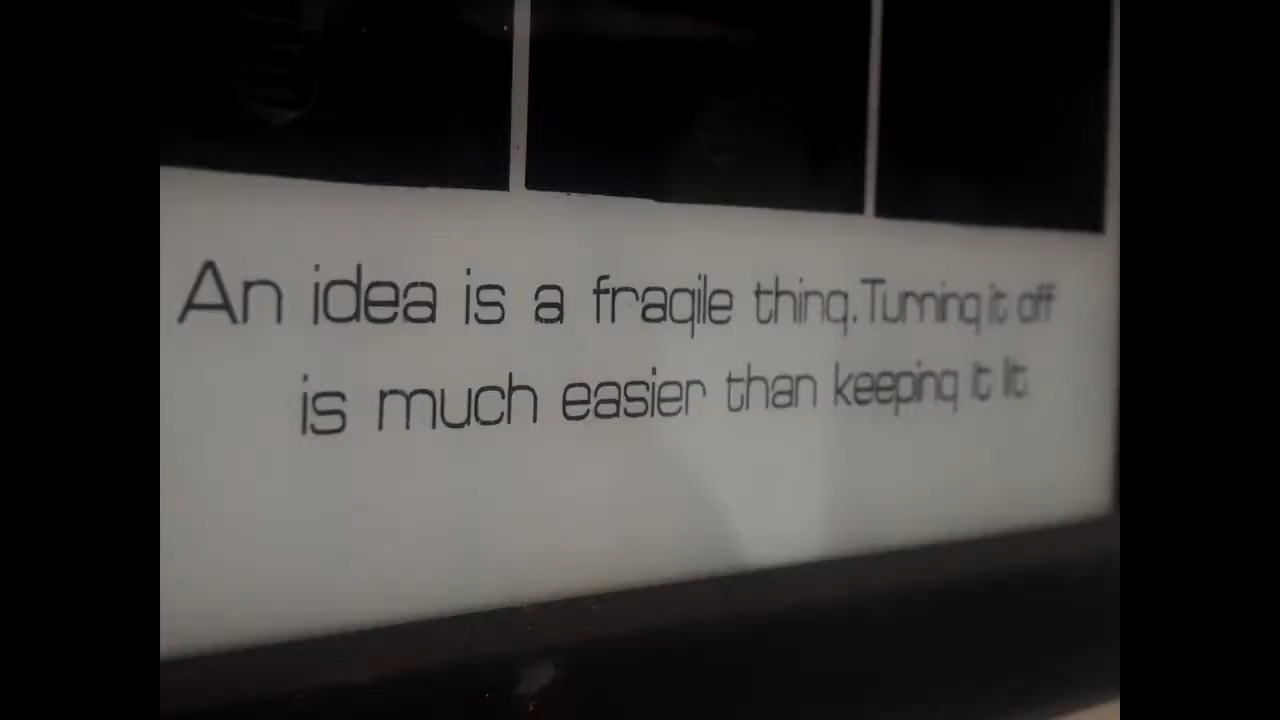 An idea is a fragile thing. Turning it off
is much easier than keeping it lit.